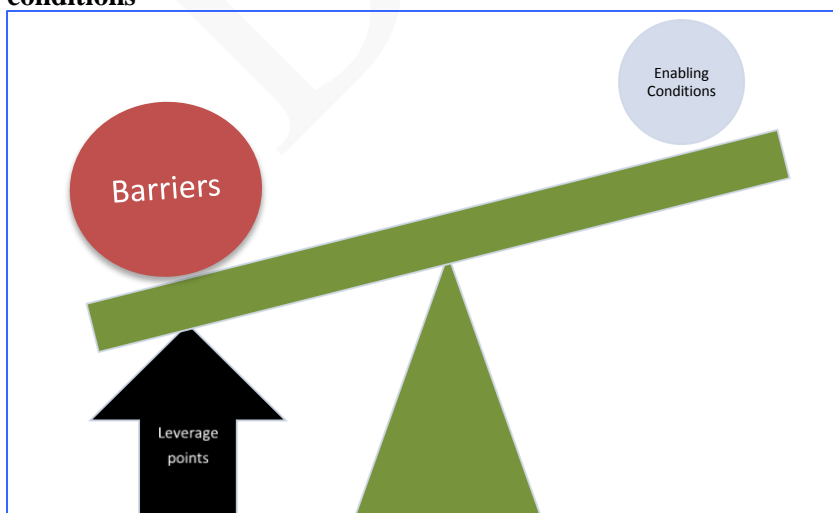 conditions
Barriers
Enabling
Conditions
Leverage
points